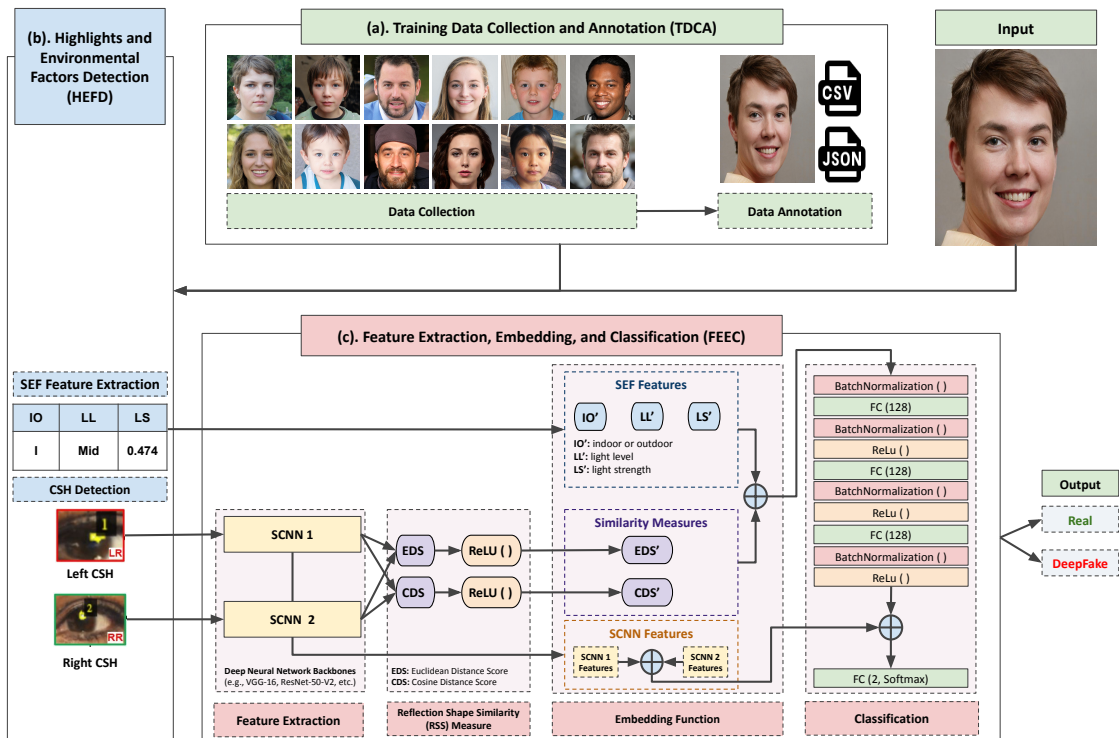 (b). Highlights and
Environmental
Factors Detection
(HEFD)
(a). Training Data Collection and Annotation (TDCA)
CSV
JSON
Data Collection
Data Annotation
Input
(c). Feature Extraction, Embedding, and Classification (FEEC)
SEF Feature Extraction
IO LL LS
I Mid 0.474
CSH Detection
1
LR
Left CSH
2
RR
Right CSH
SCNN 1
SCNN 2
Deep Neural Network Backbones
(e.g., VGG-16, ResNet-50-V2, etc.)
Feature Extraction
EDS
ReLU ( )
CDS
ReLU ( )
EDS: Euclidean Distance Score
CDS: Cosine Distance Score
Reflection Shape Similarity
(RSS) Measure
SEF Features
IO’ LL’ LS’
IO’: indoor or outdoor
LL’: light level
LS’: light strength
Similarity Measures
EDS’
CDS’
SCNN Features
SCNN 1
Features
SCNN 2
Features
Embedding Function
BatchNormalization ( )
FC (128)
BatchNormalization ( )
ReLu ( )
FC (128)
BatchNormalization ( )
ReLu ( )
FC (128)
BatchNormalization ( )
ReLu ( )
FC (2, Softmax)
Classification
Output
Real
DeepFake